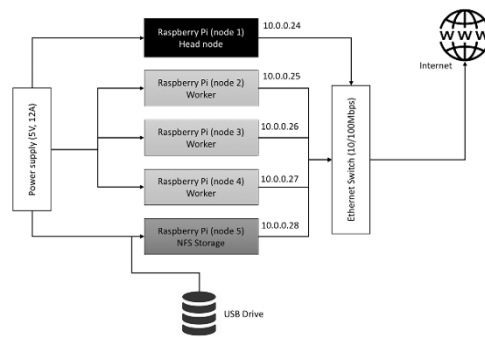 Raspberry Pi (node 1)
Head node
10.0.0.24
WWW
Internet
Raspberry Pi (node 2)
Worker
10.0.0.25
Raspberry Pi (node 3)
Worker
10.0.0.26
Power supply (5V, 12A)
Ethernet Switch (10/100Mbps)
Raspberry Pi (node 4)
Worker
10.0.0.27
Raspberry Pi (node 5)
NFS Storage
10.0.0.28
USB Drive